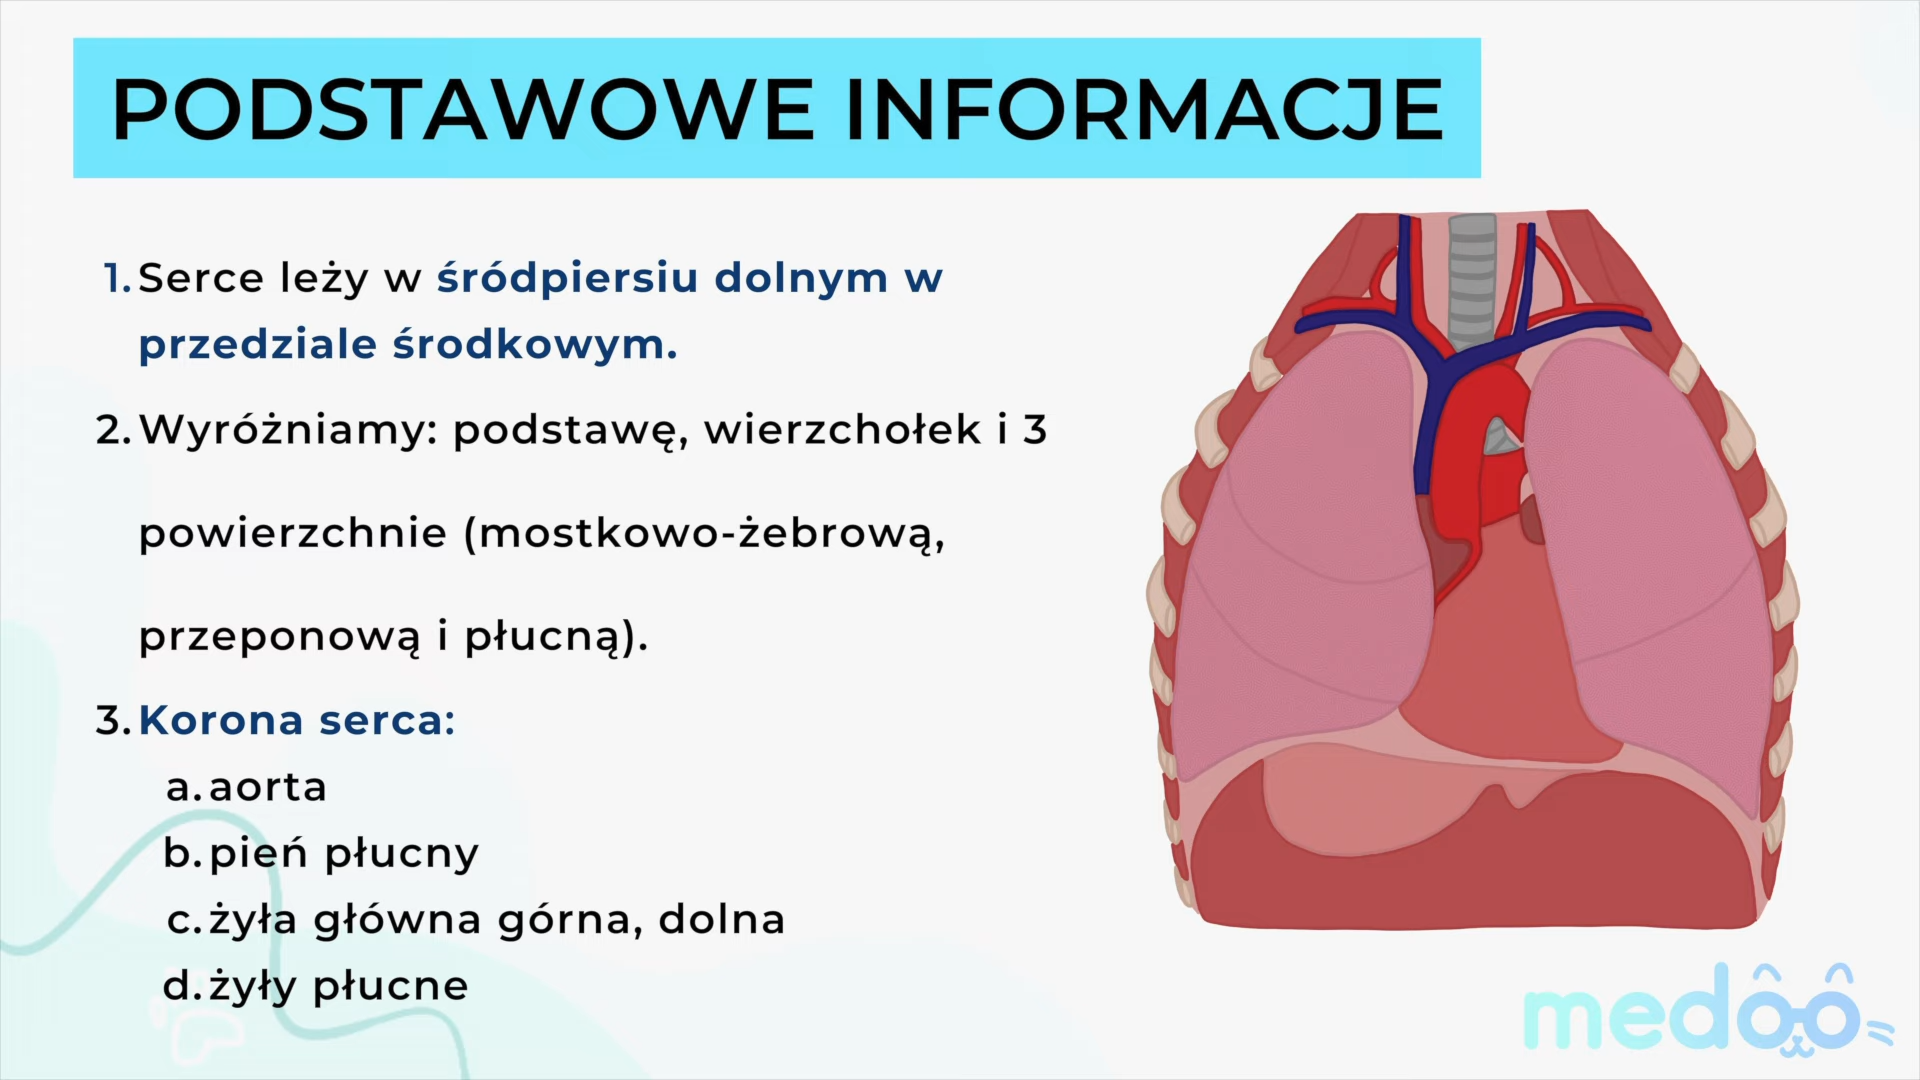 PODSTAWOWE INFORMACJE
1. Serce leży w śródpiersiu dolnym w
przedziale środkowym.
2. Wyróżniamy: podstawę, wierzchołek i 3
powierzchnie (mostkowo-żebrową,
przeponową i płucną).
3. Korona serca:
a. aorta
b. pień płucny
c. żyła główna górna, dolna
d. żyły płucne
medoo